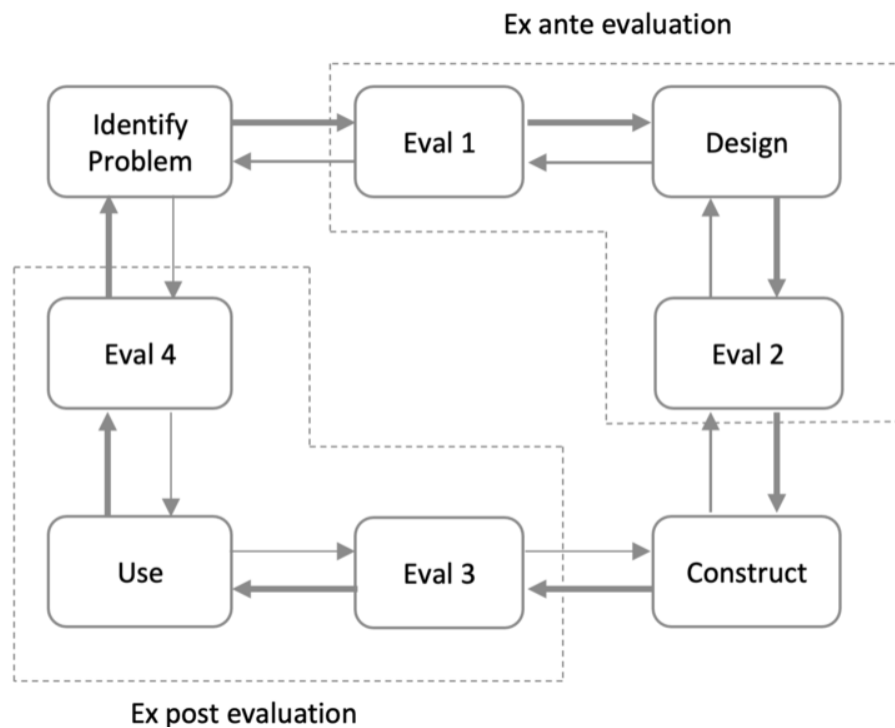 Ex ante evaluation
Identify
Problem
Eval 1
Design
Eval 4
Eval 2
Use
Eval 3
Construct
Ex post evaluation